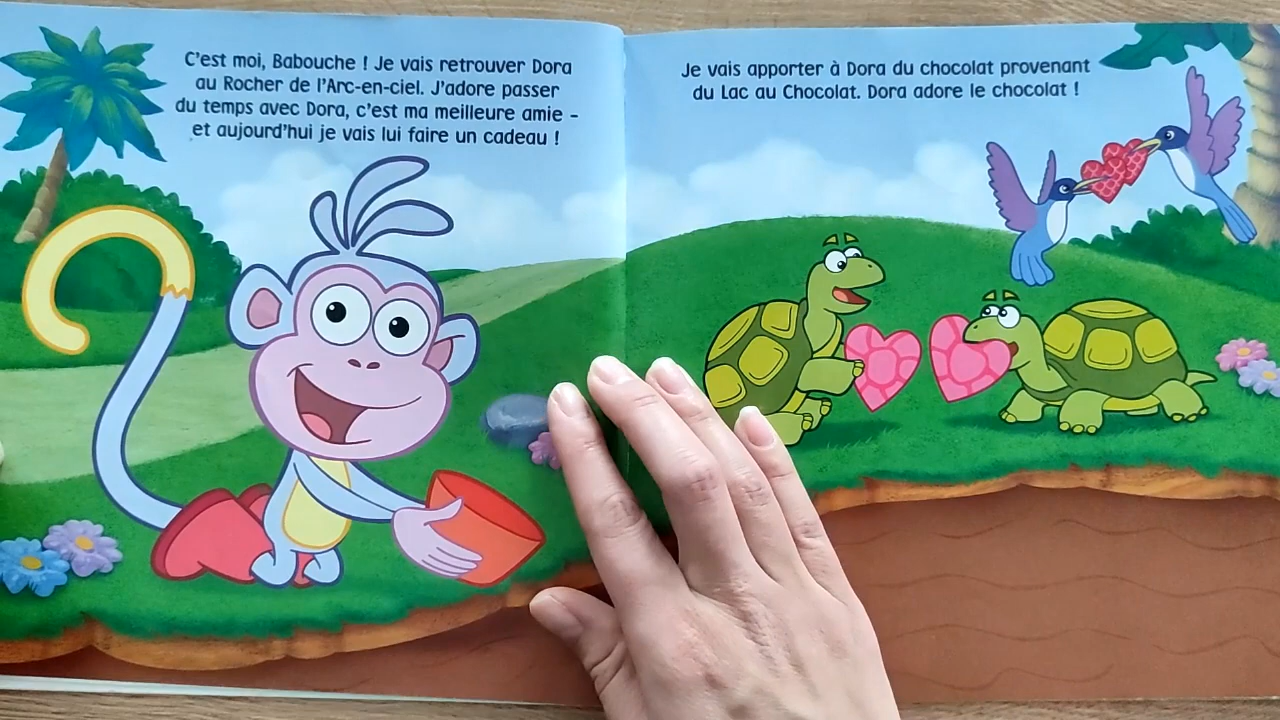 C'est moi, Babouche ! Je vais retrouver Dora
au Rocher de l'Arc-en-ciel. J'adore passer
du temps avec Dora, c'est ma meilleure amie –
et aujourd'hui je vais lui faire un cadeau !
Je vais apporter à Dora du chocolat provenant
du Lac au Chocolat. Dora adore le chocolat !